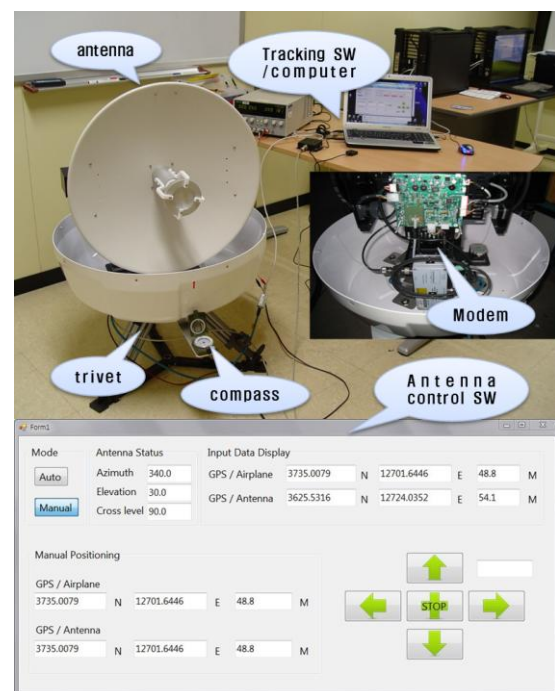 antenna
Tracking SW
/computer
Modem
trivet
compass
Antenna
control SW
Form1
Mode
Auto
Manual
Antenna Status
Azimuth 340.0
Elevation 30.0
Cross level 90.0
Input Data Display
GPS / Airplane 3735.0079 N 12701.6446 E 48.8 M
GPS / Antenna 3625.5316 N 12724.0352 E 54.1 M
Manual Positioning
GPS / Airplane
3735.0079 N 12701.6446 E 48.8 M
GPS / Antenna
3735.0079 N 12701.6446 E 48.8 M
STOP